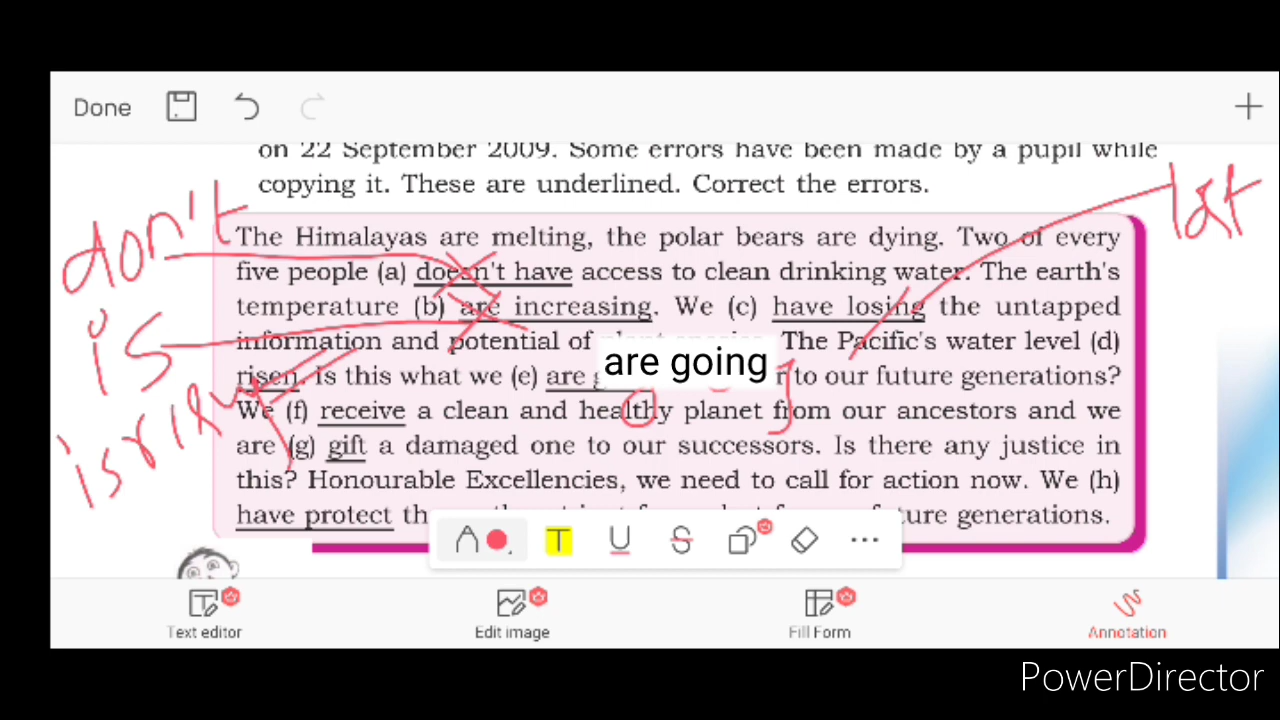 Done
on 22 September 2009. Some errors have been made by a pupil while
copying it. These are underlined. Correct the errors.
lost
don't
The Himalayas are melting, the polar bears are dying. Two of every
five people (a) doesn't have access to clean drinking water. The earth's
temperature (b) are increasing. We (c) have losing the untapped
is
information and potential of The Pacific's water level (d)
are going
risen. Is this what we (e) are to our future generations?
We (f) receive a clean and healthy planet from our ancestors and we
are (g) gift a damaged one to our successors. Is there any justice in
this? Honourable Excellencies, we need to call for action now. We (h)
have protect future generations.
T U S
Text editor
Edit image
Fill Form
Annotation
PowerDirector